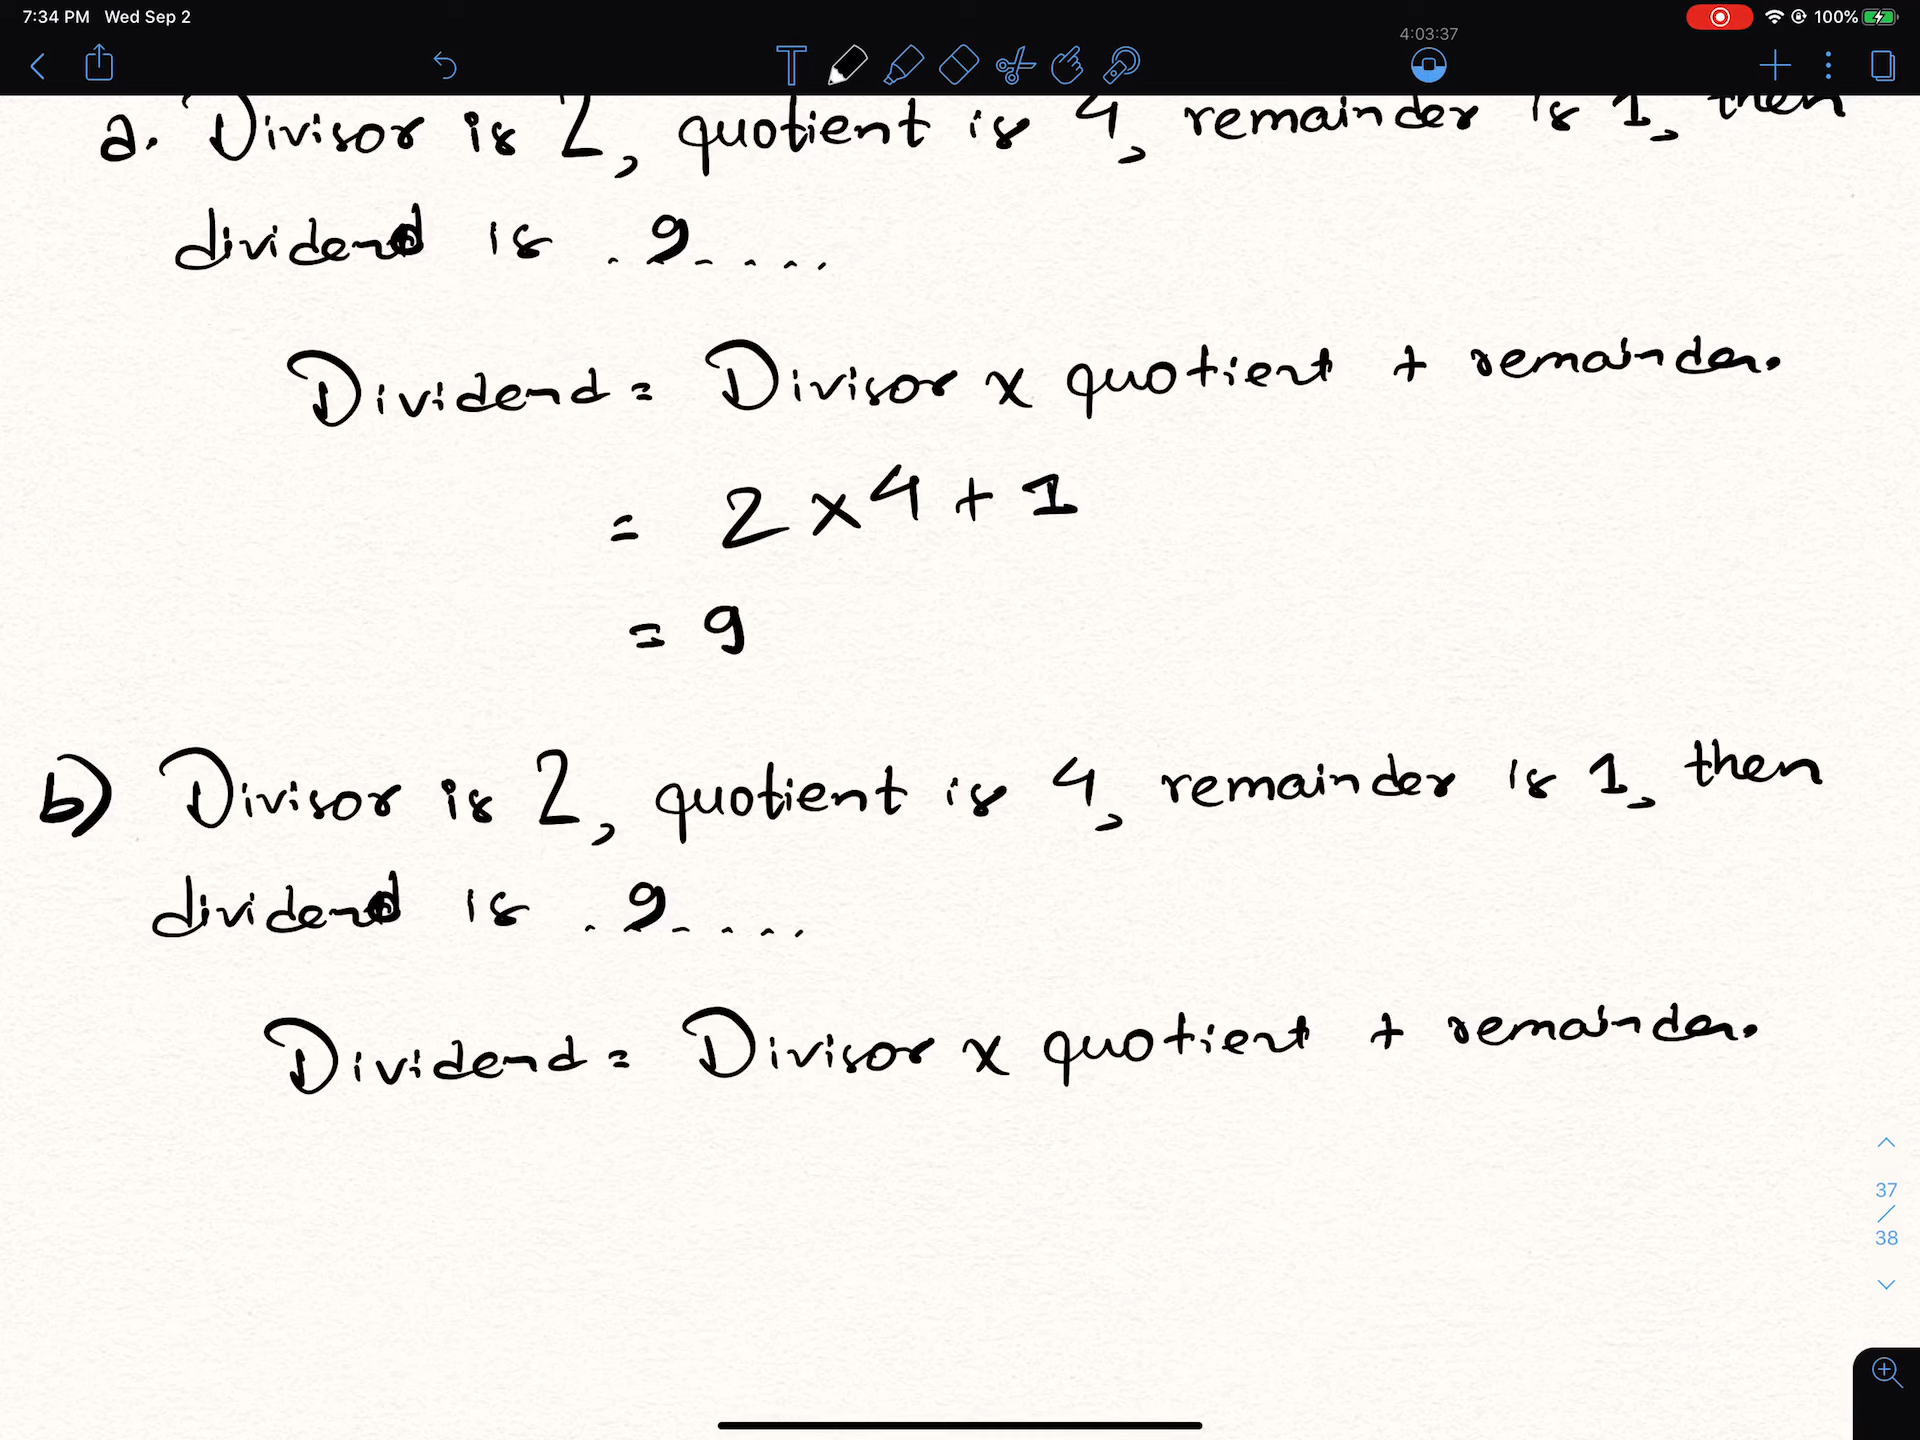 7:34 PM Wed Sep 2
100%
4:03:37
a. Divisor is 2, quotient is 4, remainder is 1, then
dividend is .9.....
Dividend = Divisor x quotient + remainder.
= 2 x 4 + 1
= 9
b) Divisor is 2, quotient is 4, remainder is 1, then
dividend is .9.....
Dividend = Divisor x quotient + remainder.
37
/
38